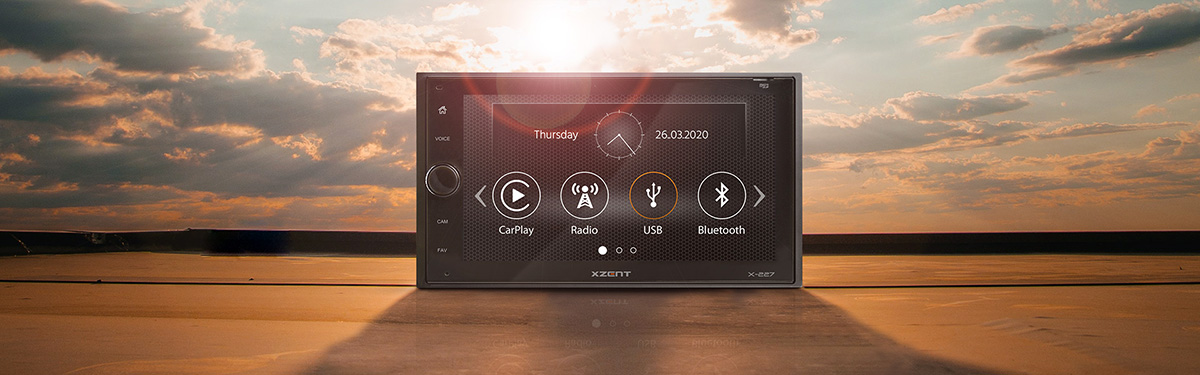 VOICE
CAM
FAV
Thursday
26.03.2020
CarPlay
Radio
USB
Bluetooth
XZENT
X-227